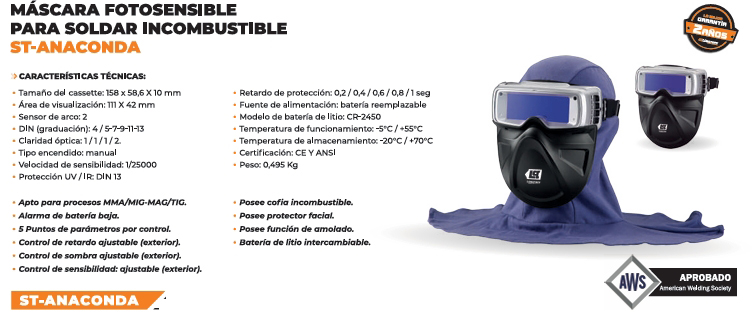 MÁSCARA FOTOSENSIBLE
PARA SOLDAR INCOMBUSTIBLE
ST-ANACONDA
CARACTERÍSTICAS TÉCNICAS:
• Tamaño del cassette: 158 x 58,6 X 10 mm
• Área de visualización: 111 X 42 mm
• Sensor de arco: 2
• DIN (graduación): 4 / 5-7-9-11-13
• Claridad óptica: 1 / 1 / 1 / 2.
• Tipo encendido: manual
• Velocidad de sensibilidad: 1/25000
• Protección UV / IR: DIN 13
• Retardo de protección: 0,2 / 0,4 / 0,6 / 0,8 / 1 seg
• Fuente de alimentación: batería reemplazable
• Modelo de batería de litio: CR-2450
• Temperatura de funcionamiento: -5°C / +55°C
• Temperatura de almacenamiento: -20°C / +70°C
• Certificación: CE Y ANSI
• Peso: 0,495 Kg
• Apto para procesos MMA/MIG-MAG/TIG.
• Alarma de batería baja.
• 5 Puntos de parámetros por control.
• Control de retardo ajustable (exterior).
• Control de sombra ajustable (exterior).
• Control de sensibilidad: ajustable (exterior).
• Posee cofia incombustible.
• Posee protector facial.
• Posee función de amolado.
• Batería de litio intercambiable.
GARANTÍA
2 AÑOS
AWS
APROBADO
American Welding Society
ST-ANACONDA